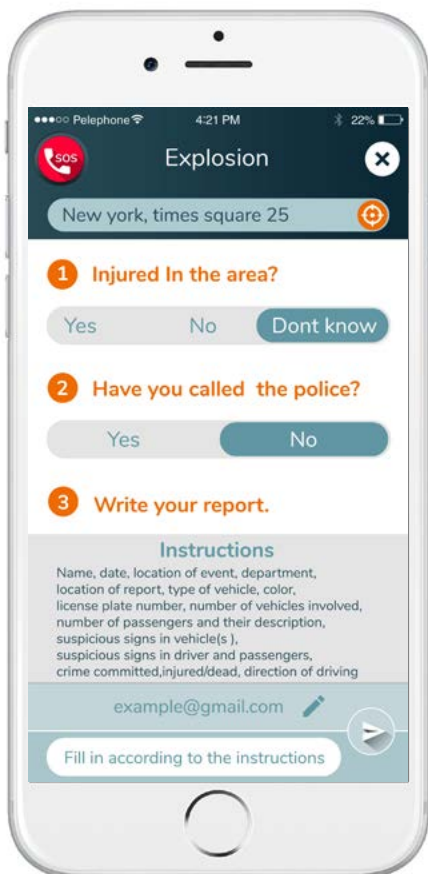 Pelephone 4:21 PM 22%
SOS
Explosion
New york, times square 25
1 Injured In the area?
Yes No Dont know
2 Have you called the police?
Yes No
3 Write your report.
Instructions
Name, date, location of event, department,
location of report, type of vehicle, color,
license plate number, number of vehicles involved,
number of passengers and their description,
suspicious signs in vehicle(s ),
suspicious signs in driver and passengers,
crime committed,injured/dead, direction of driving
example@gmail.com
Fill in according to the instructions